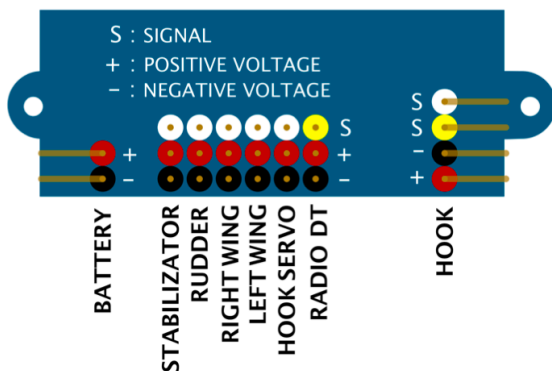 S : SIGNAL
+ : POSITIVE VOLTAGE
− : NEGATIVE VOLTAGE
S
S
S
+
−
+
−
−
+
BATTERY
STABILIZATOR
RUDDER
RIGHT WING
LEFT WING
HOOK SERVO
RADIO DT
HOOK